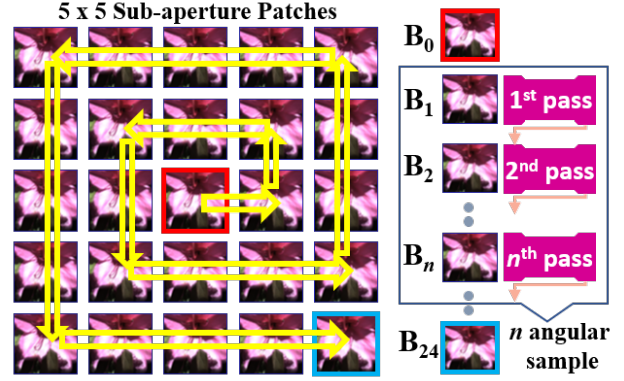 5 x 5 Sub-aperture Patches
B0
B1
1st pass
B2
2nd pass
Bn
nth pass
B24
n angular
sample